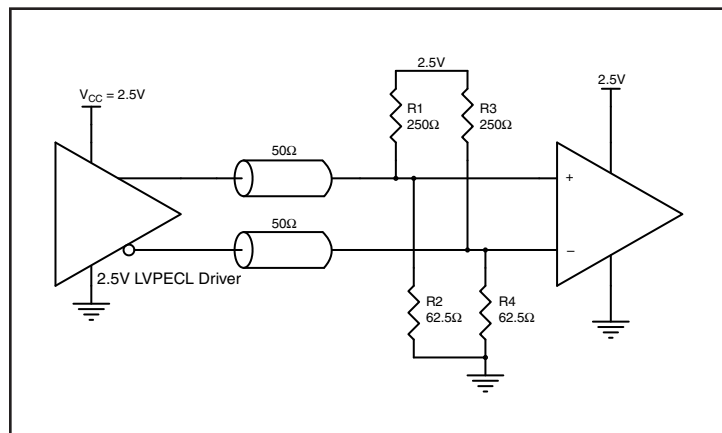 2.5V
V_CC = 2.5V
2.5V
R1
250Ω
R3
250Ω
50Ω
+
50Ω
−
2.5V LVPECL Driver
R2
62.5Ω
R4
62.5Ω